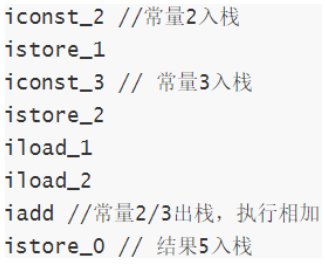 iconst_2 //常量2入栈
istore_1
iconst_3 // 常量3入栈
istore_2
iload_1
iload_2
iadd //常量2/3出栈，执行相加
istore_0 // 结果5入栈